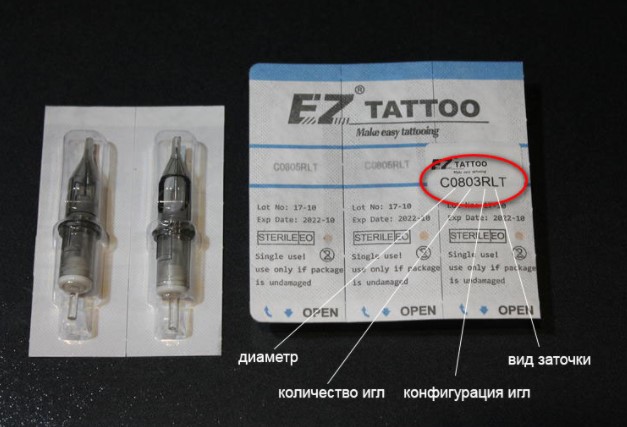 EZ® TATTOO
Make easy tattooing
C0805RLT C0805RLT
EZ TATTOO
C0803RLT
Lot No: 17-10 Lot No: 17-10 Lot No: 17-10
Exp Date: 2022-10 Exp Date: 2022-10 Exp Date: 2022-10
STERILE EO STERILE EO STERILE EO
Single use! Single use! Single use!
use only if package use only if package use only if package
is undamaged is undamaged is undamaged
OPEN OPEN OPEN
диаметр
вид заточки
количество игл
конфигурация игл